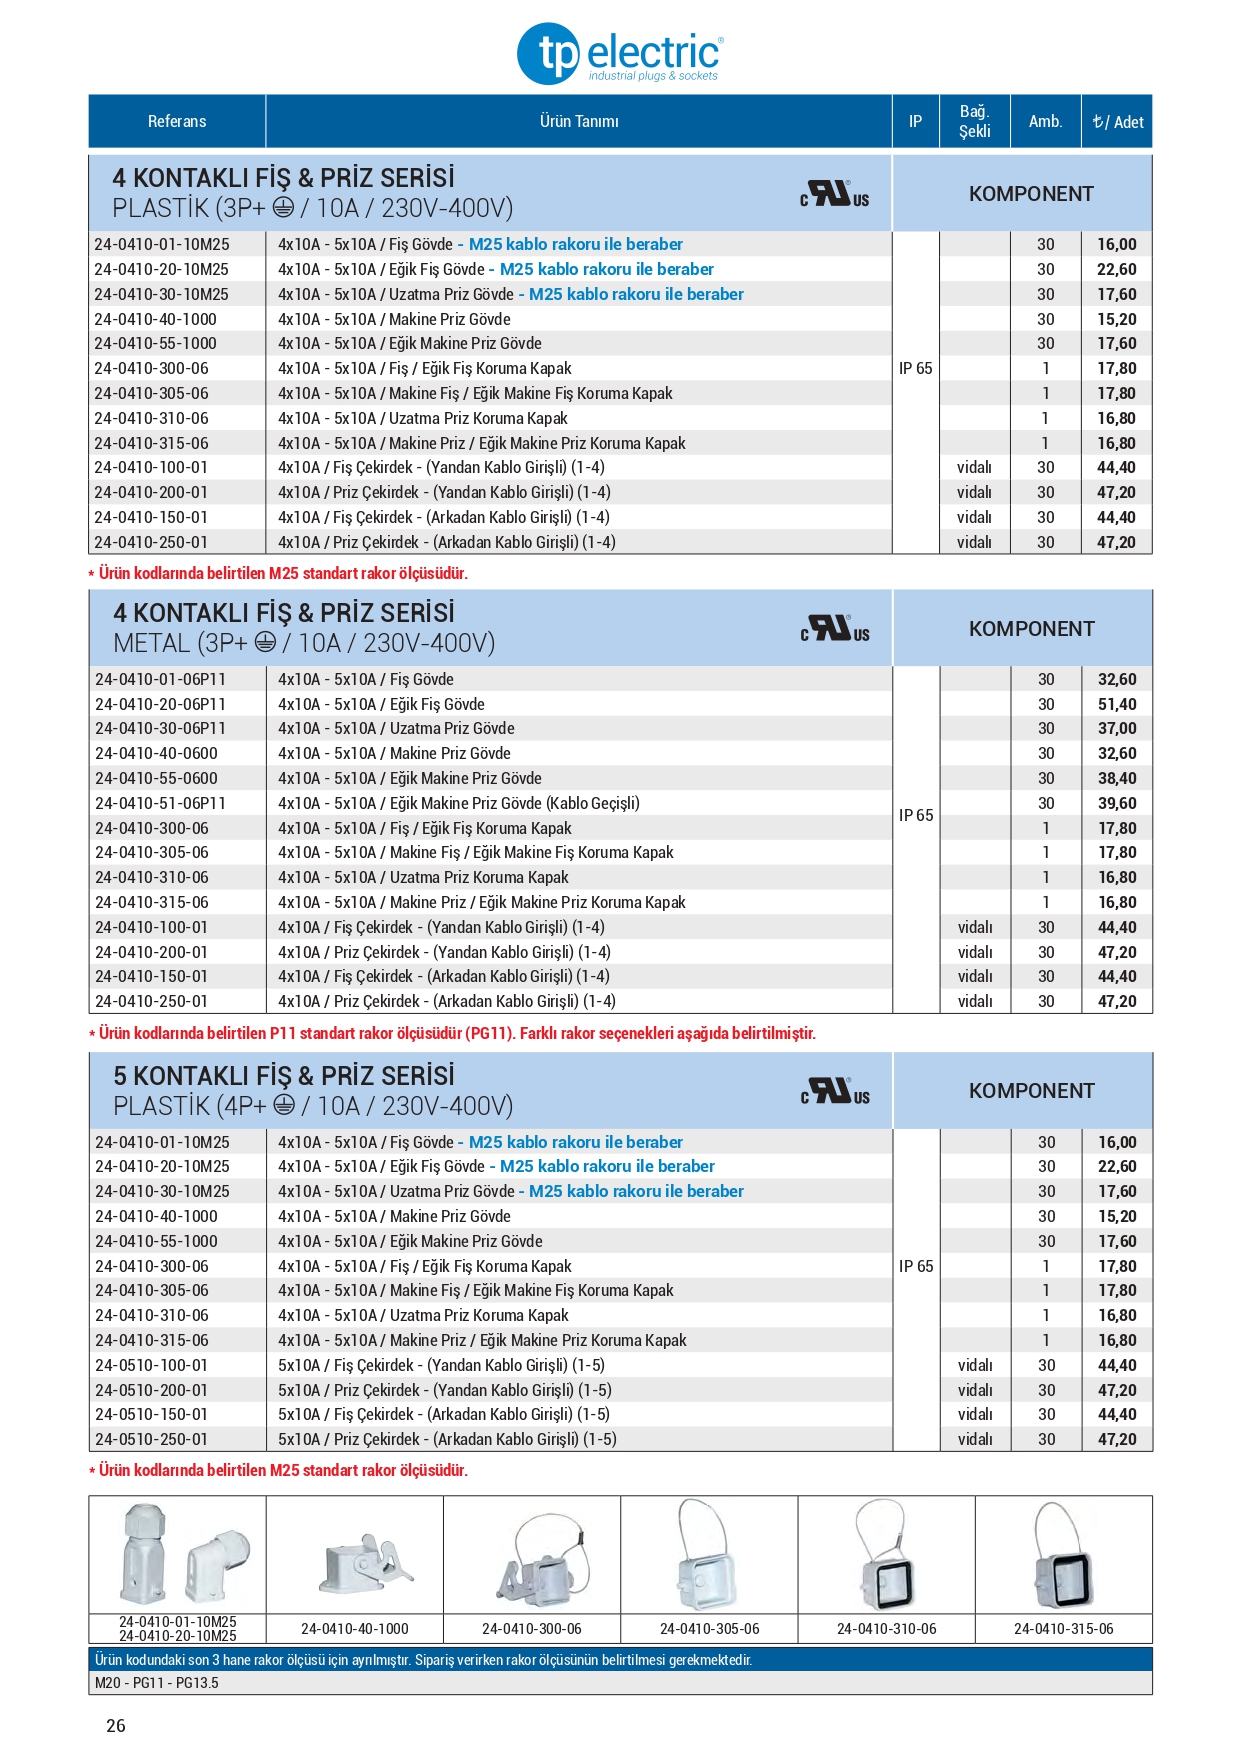 tp electric®
industrial plugs & sockets
Referans Ürün Tanımı IP Bağ. Şekli Amb. ₺/ Adet
4 KONTAKLI FİŞ & PRİZ SERİSİ
PLASTİK (3P+ / 10A / 230V-400V) KOMPONENT
24-0410-01-10M25 4x10A - 5x10A / Fiş Gövde - M25 kablo rakoru ile beraber 30 16,00
24-0410-20-10M25 4x10A - 5x10A / Eğik Fiş Gövde - M25 kablo rakoru ile beraber 30 22,60
24-0410-30-10M25 4x10A - 5x10A / Uzatma Priz Gövde - M25 kablo rakoru ile beraber 30 17,60
24-0410-40-1000 4x10A - 5x10A / Makine Priz Gövde 30 15,20
24-0410-55-1000 4x10A - 5x10A / Eğik Makine Priz Gövde 30 17,60
24-0410-300-06 4x10A - 5x10A / Fiş / Eğik Fiş Koruma Kapak IP 65 1 17,80
24-0410-305-06 4x10A - 5x10A / Makine Fiş / Eğik Makine Fiş Koruma Kapak 1 17,80
24-0410-310-06 4x10A - 5x10A / Uzatma Priz Koruma Kapak 1 16,80
24-0410-315-06 4x10A - 5x10A / Makine Priz / Eğik Makine Priz Koruma Kapak 1 16,80
24-0410-100-01 4x10A / Fiş Çekirdek - (Yandan Kablo Girişli) (1-4) vidalı 30 44,40
24-0410-200-01 4x10A / Priz Çekirdek - (Yandan Kablo Girişli) (1-4) vidalı 30 47,20
24-0410-150-01 4x10A / Fiş Çekirdek - (Arkadan Kablo Girişli) (1-4) vidalı 30 44,40
24-0410-250-01 4x10A / Priz Çekirdek - (Arkadan Kablo Girişli) (1-4) vidalı 30 47,20
* Ürün kodlarında belirtilen M25 standart rakor ölçüsüdür.
4 KONTAKLI FİŞ & PRİZ SERİSİ
METAL (3P+ / 10A / 230V-400V) KOMPONENT
24-0410-01-06P11 4x10A - 5x10A / Fiş Gövde 30 32,60
24-0410-20-06P11 4x10A - 5x10A / Eğik Fiş Gövde 30 51,40
24-0410-30-06P11 4x10A - 5x10A / Uzatma Priz Gövde 30 37,00
24-0410-40-0600 4x10A - 5x10A / Makine Priz Gövde 30 32,60
24-0410-55-0600 4x10A - 5x10A / Eğik Makine Priz Gövde 30 38,40
24-0410-51-06P11 4x10A - 5x10A / Eğik Makine Priz Gövde (Kablo Geçişli) 30 39,60
24-0410-300-06 4x10A - 5x10A / Fiş / Eğik Fiş Koruma Kapak IP 65 1 17,80
24-0410-305-06 4x10A - 5x10A / Makine Fiş / Eğik Makine Fiş Koruma Kapak 1 17,80
24-0410-310-06 4x10A - 5x10A / Uzatma Priz Koruma Kapak 1 16,80
24-0410-315-06 4x10A - 5x10A / Makine Priz / Eğik Makine Priz Koruma Kapak 1 16,80
24-0410-100-01 4x10A / Fiş Çekirdek - (Yandan Kablo Girişli) (1-4) vidalı 30 44,40
24-0410-200-01 4x10A / Priz Çekirdek - (Yandan Kablo Girişli) (1-4) vidalı 30 47,20
24-0410-150-01 4x10A / Fiş Çekirdek - (Arkadan Kablo Girişli) (1-4) vidalı 30 44,40
24-0410-250-01 4x10A / Priz Çekirdek - (Arkadan Kablo Girişli) (1-4) vidalı 30 47,20
* Ürün kodlarında belirtilen P11 standart rakor ölçüsüdür (PG11). Farklı rakor seçenekleri aşağıda belirtilmiştir.
5 KONTAKLI FİŞ & PRİZ SERİSİ
PLASTİK (4P+ / 10A / 230V-400V) KOMPONENT
24-0410-01-10M25 4x10A - 5x10A / Fiş Gövde - M25 kablo rakoru ile beraber 30 16,00
24-0410-20-10M25 4x10A - 5x10A / Eğik Fiş Gövde - M25 kablo rakoru ile beraber 30 22,60
24-0410-30-10M25 4x10A - 5x10A / Uzatma Priz Gövde - M25 kablo rakoru ile beraber 30 17,60
24-0410-40-1000 4x10A - 5x10A / Makine Priz Gövde 30 15,20
24-0410-55-1000 4x10A - 5x10A / Eğik Makine Priz Gövde 30 17,60
24-0410-300-06 4x10A - 5x10A / Fiş / Eğik Fiş Koruma Kapak IP 65 1 17,80
24-0410-305-06 4x10A - 5x10A / Makine Fiş / Eğik Makine Fiş Koruma Kapak 1 17,80
24-0410-310-06 4x10A - 5x10A / Uzatma Priz Koruma Kapak 1 16,80
24-0410-315-06 4x10A - 5x10A / Makine Priz / Eğik Makine Priz Koruma Kapak 1 16,80
24-0510-100-01 5x10A / Fiş Çekirdek - (Yandan Kablo Girişli) (1-5) vidalı 30 44,40
24-0510-200-01 5x10A / Priz Çekirdek - (Yandan Kablo Girişli) (1-5) vidalı 30 47,20
24-0510-150-01 5x10A / Fiş Çekirdek - (Arkadan Kablo Girişli) (1-5) vidalı 30 44,40
24-0510-250-01 5x10A / Priz Çekirdek - (Arkadan Kablo Girişli) (1-5) vidalı 30 47,20
* Ürün kodlarında belirtilen M25 standart rakor ölçüsüdür.
24-0410-01-10M25
24-0410-20-10M25 24-0410-40-1000 24-0410-300-06 24-0410-305-06 24-0410-310-06 24-0410-315-06
Ürün kodundaki son 3 hane rakor ölçüsü için ayrılmıştır. Sipariş verirken rakor ölçüsünün belirtilmesi gerekmektedir.
M20 - PG11 - PG13.5
26